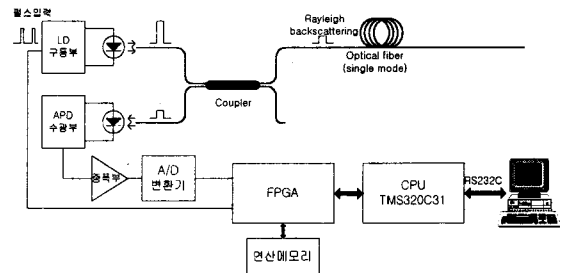 펄스입력
LD
구동부
Rayleigh
backscattering
Optical fiber
(single mode)
Coupler
APD
수광부
증폭부
A/D
변환기
FPGA
CPU
TMS320C31
RS232C
연산메모리